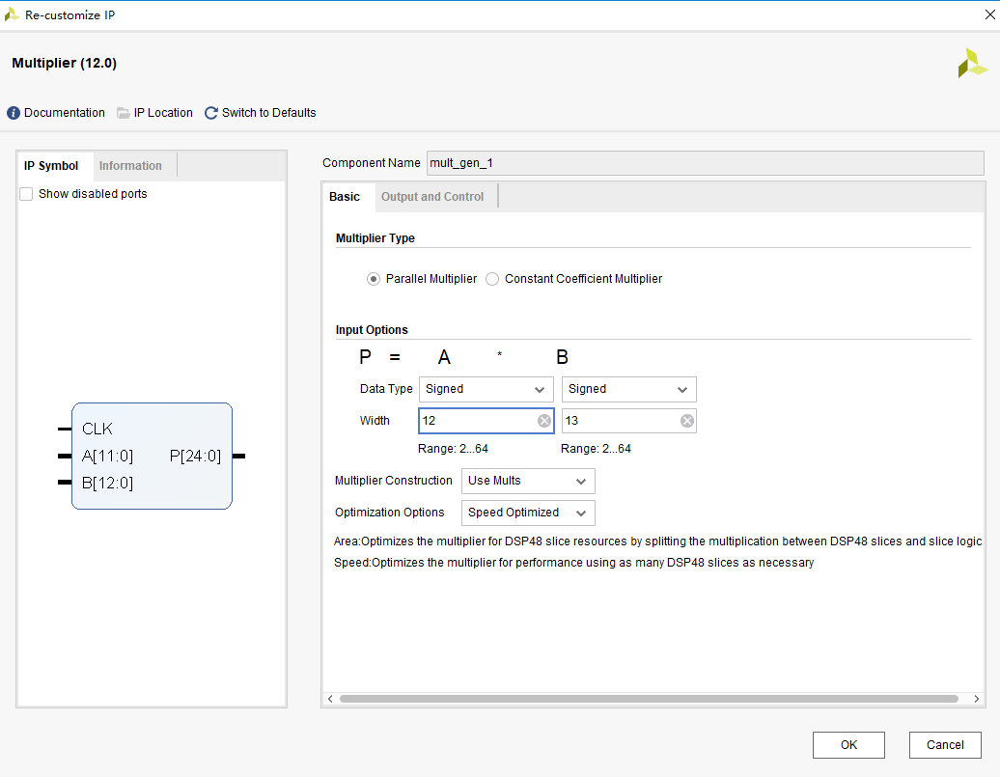 Re-customize IP
Multiplier (12.0)
Documentation IP Location Switch to Defaults
IP Symbol Information
Show disabled ports
CLK
A[11:0] P[24:0]
B[12:0]
Component Name mult_gen_1
Basic Output and Control
Multiplier Type
Parallel Multiplier Constant Coefficient Multiplier
Input Options
P = A * B
Data Type Signed Signed
Width 12 13
Range: 2...64 Range: 2...64
Multiplier Construction Use Mults
Optimization Options Speed Optimized
Area:Optimizes the multiplier for DSP48 slice resources by splitting the multiplication between DSP48 slices and slice logic
Speed:Optimizes the multiplier for performance using as many DSP48 slices as necessary
OK Cancel